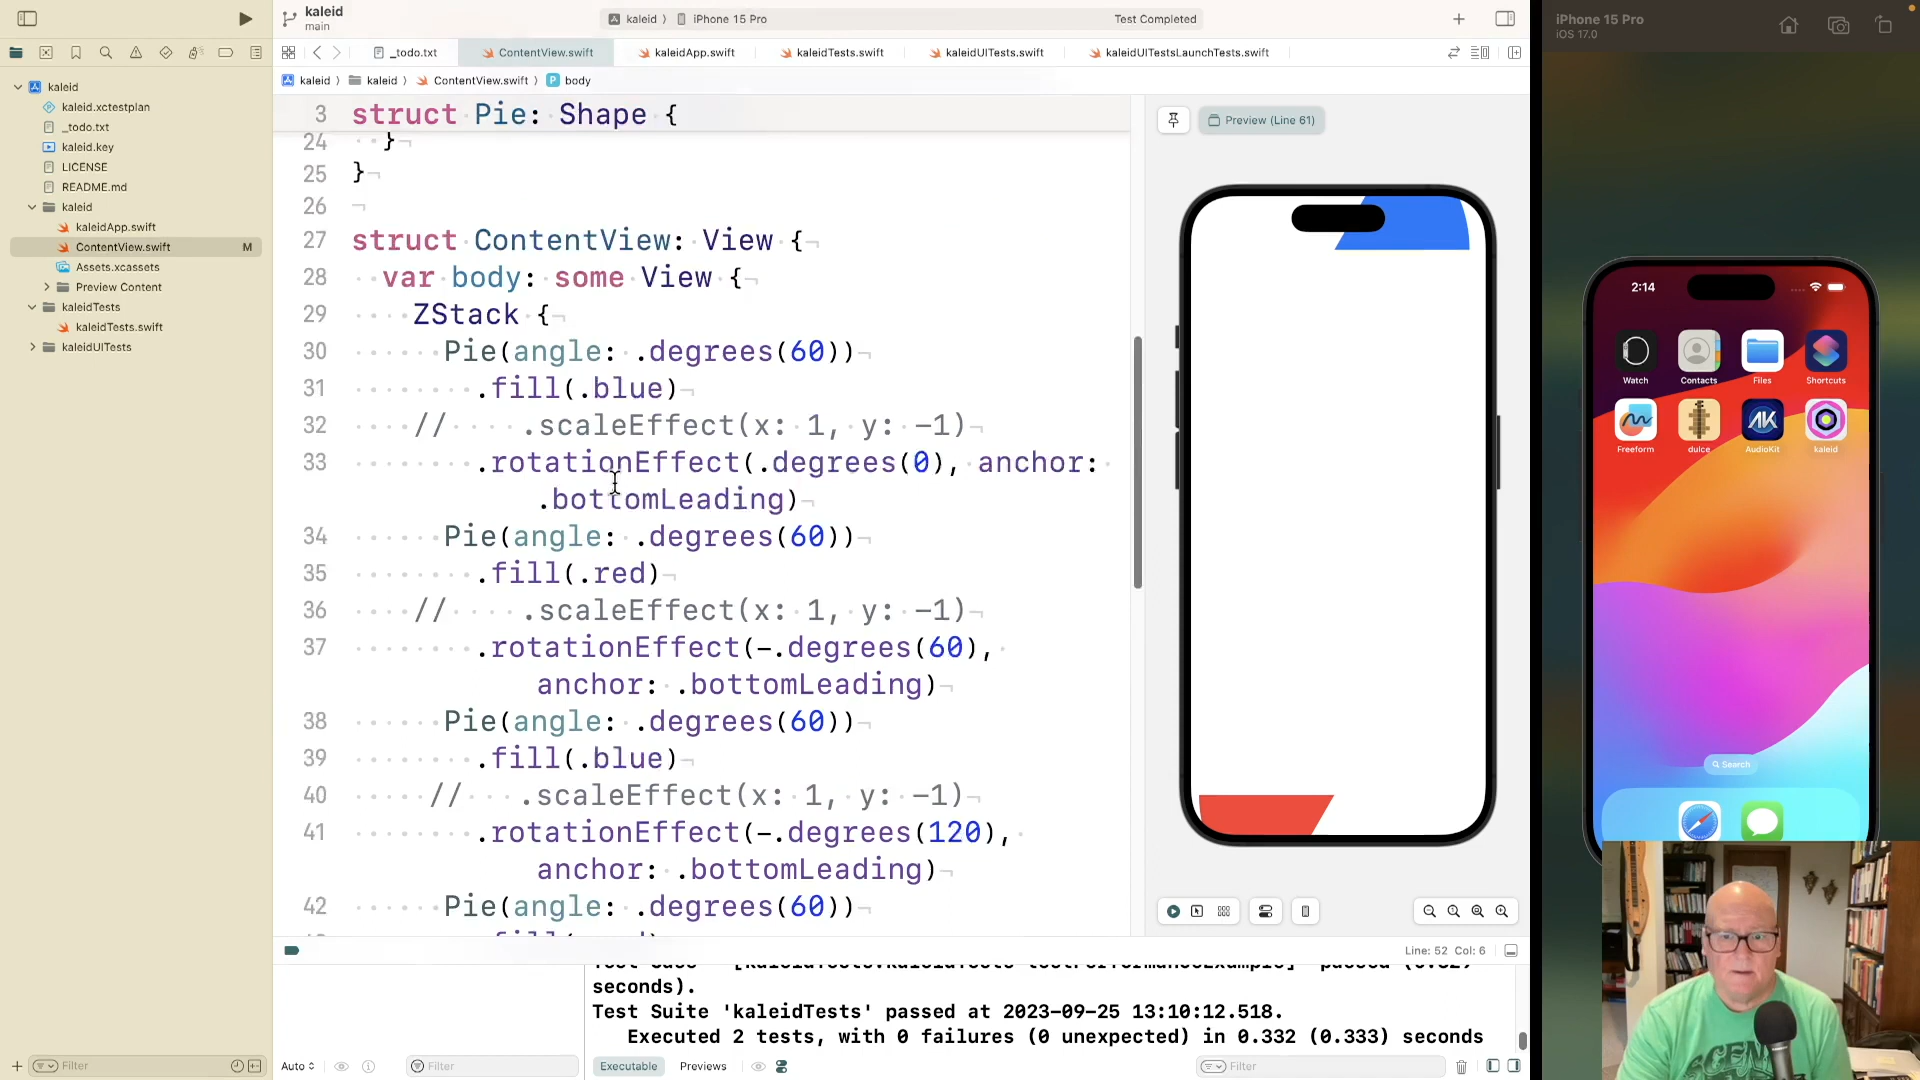 kaleid
main
kaleid
iPhone 15 Pro
Test Completed
iPhone 15 Pro
iOS 17.0
_todo.txt
ContentView.swift
kaleidApp.swift
kaleidTests.swift
kaleidUITests.swift
kaleidUITestsLaunchTests.swift
kaleid
kaleid
ContentView.swift
P body
kaleid
kaleid.xctestplan
_todo.txt
kaleid.key
LICENSE
README.md
kaleid
kaleidApp.swift
ContentView.swift M
Assets.xcassets
Preview Content
kaleidTests
kaleidTests.swift
kaleidUITests
3 struct Pie: Shape {
24 }
25 }
26
27 struct ContentView: View {
28 var body: some View {
29 ZStack {
30 Pie(angle: .degrees(60))
31 .fill(.blue)
32 // .scaleEffect(x: 1, y: -1)
33 .rotationEffect(.degrees(0), anchor:
.bottomLeading)
34 Pie(angle: .degrees(60))
35 .fill(.red)
36 // .scaleEffect(x: 1, y: -1)
37 .rotationEffect(-.degrees(60),
anchor: .bottomLeading)
38 Pie(angle: .degrees(60))
39 .fill(.blue)
40 // .scaleEffect(x: 1, y: -1)
41 .rotationEffect(-.degrees(120),
anchor: .bottomLeading)
42 Pie(angle: .degrees(60))
Preview (Line 61)
2:14
Watch
Contacts
Files
Shortcuts
Freeform
dulce
AudioKit
kaleid
Search
Line: 52 Col: 6
seconds).
Test Suite 'kaleidTests' passed at 2023-09-25 13:10:12.518.
Executed 2 tests, with 0 failures (0 unexpected) in 0.332 (0.333) seconds
Filter
Auto
Filter
Executable
Previews
Filter